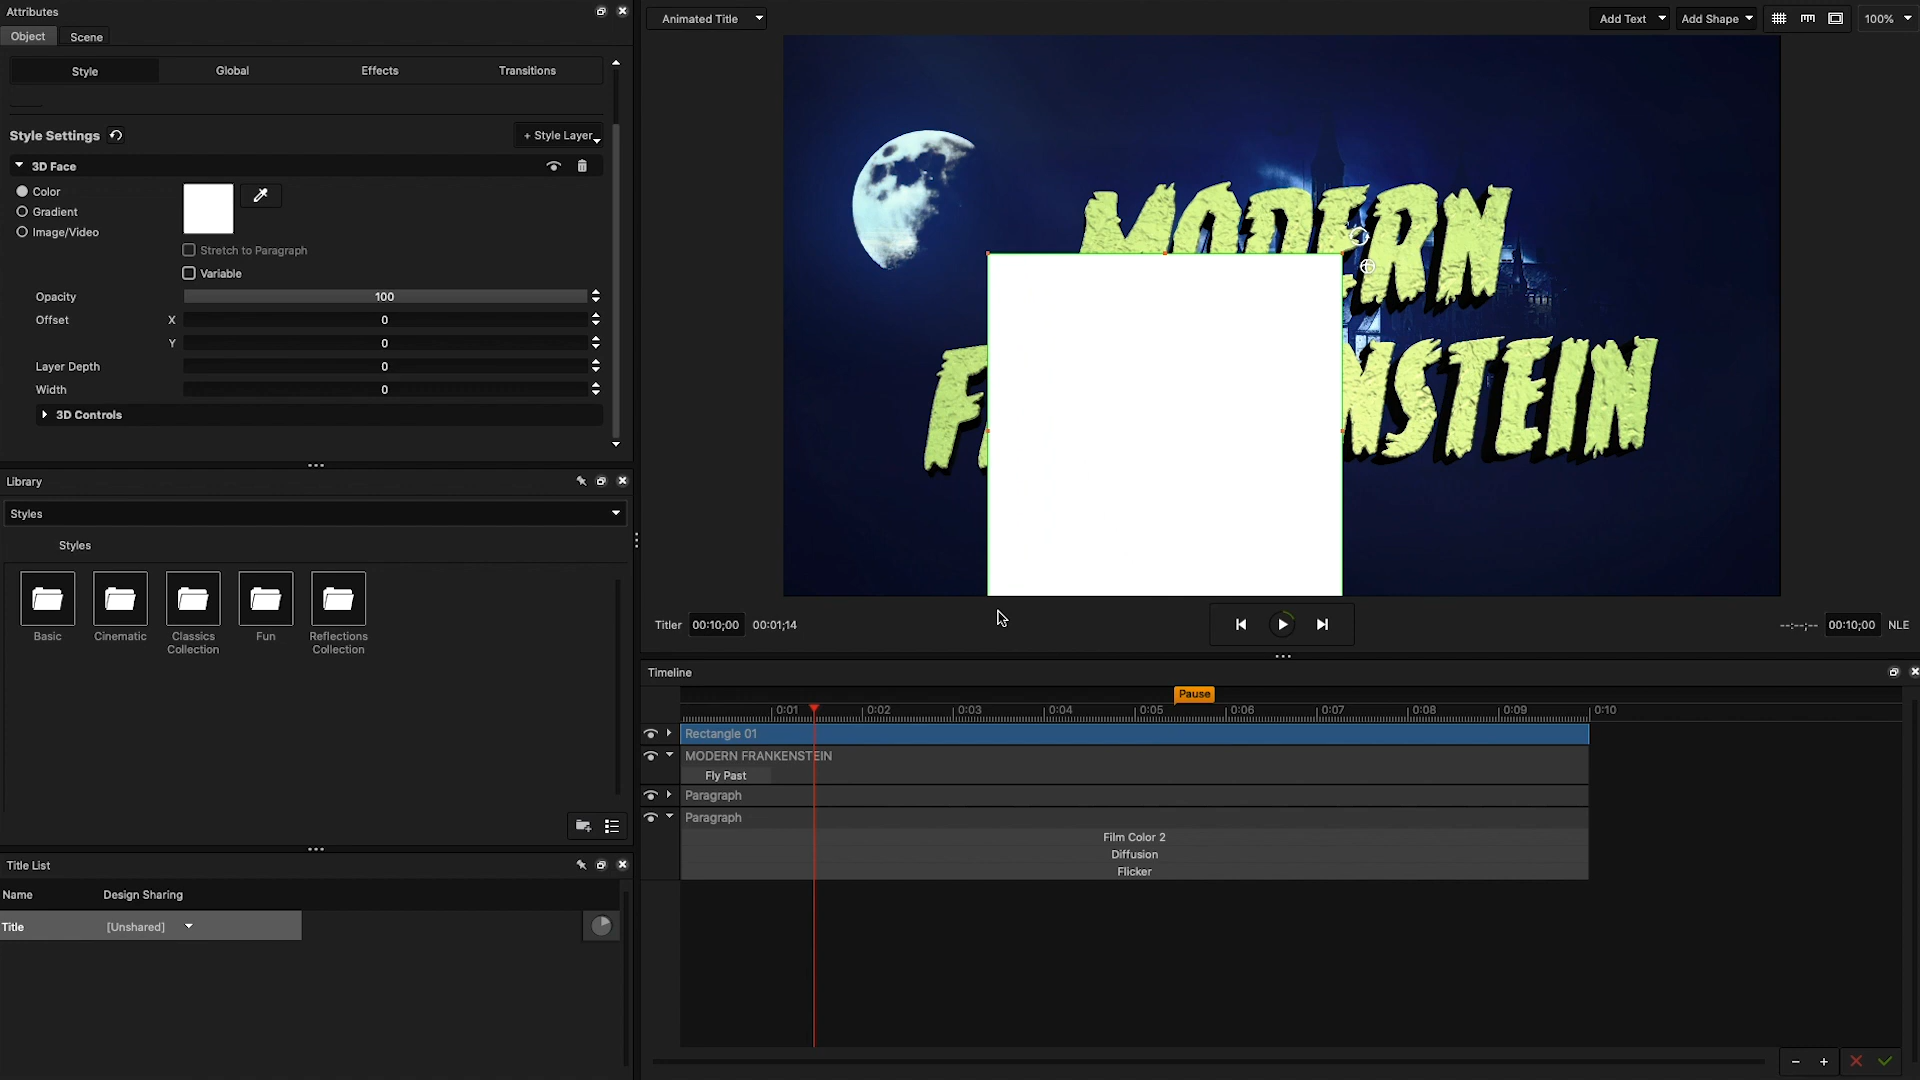 Attributes
Object Scene
Style Global Effects Transitions
Style Settings + Style Layer
3D Face
Color
Gradient
Image/Video
Stretch to Paragraph
Variable
Opacity 100
Offset X 0
Y 0
Layer Depth 0
Width 0
3D Controls
Library
Styles
Styles
Basic Cinematic Classics Collection Fun Reflections Collection
Title List
Name Design Sharing
Title [Unshared]
Animated Title Add Text Add Shape 100%
MODERN
Titler 00:10;00 00:01;14 --:--;-- 00:10;00 NLE
Timeline
Pause
0:01 0:02 0:03 0:04 0:05 0:06 0:07 0:08 0:09 0:10
Rectangle 01
MODERN FRANKENSTEIN
Fly Past
Paragraph
Paragraph
Film Color 2
Diffusion
Flicker